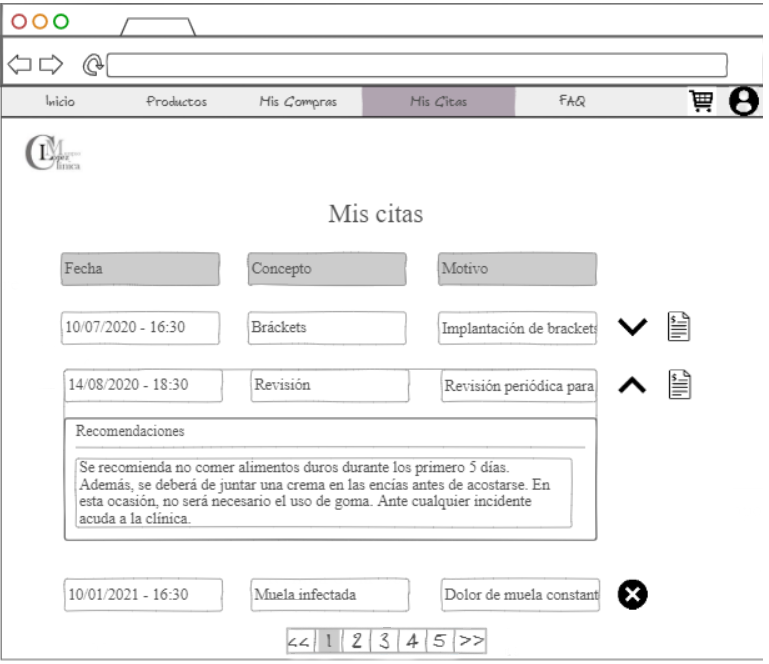 Inicio Productos Mis Compras Mis Citas FAQ
CLM
López
línica
Mis citas
Fecha Concepto Motivo
10/07/2020 - 16:30 Bráckets Implantación de brackets
14/08/2020 - 18:30 Revisión Revisión periódica para
Recomendaciones
Se recomienda no comer alimentos duros durante los primero 5 días.
Además, se deberá de juntar una crema en las encías antes de acostarse. En
esta ocasión, no será necesario el uso de goma. Ante cualquier incidente
acuda a la clínica.
10/01/2021 - 16:30 Muela infectada Dolor de muela constant
<< 1 2 3 4 5 >>